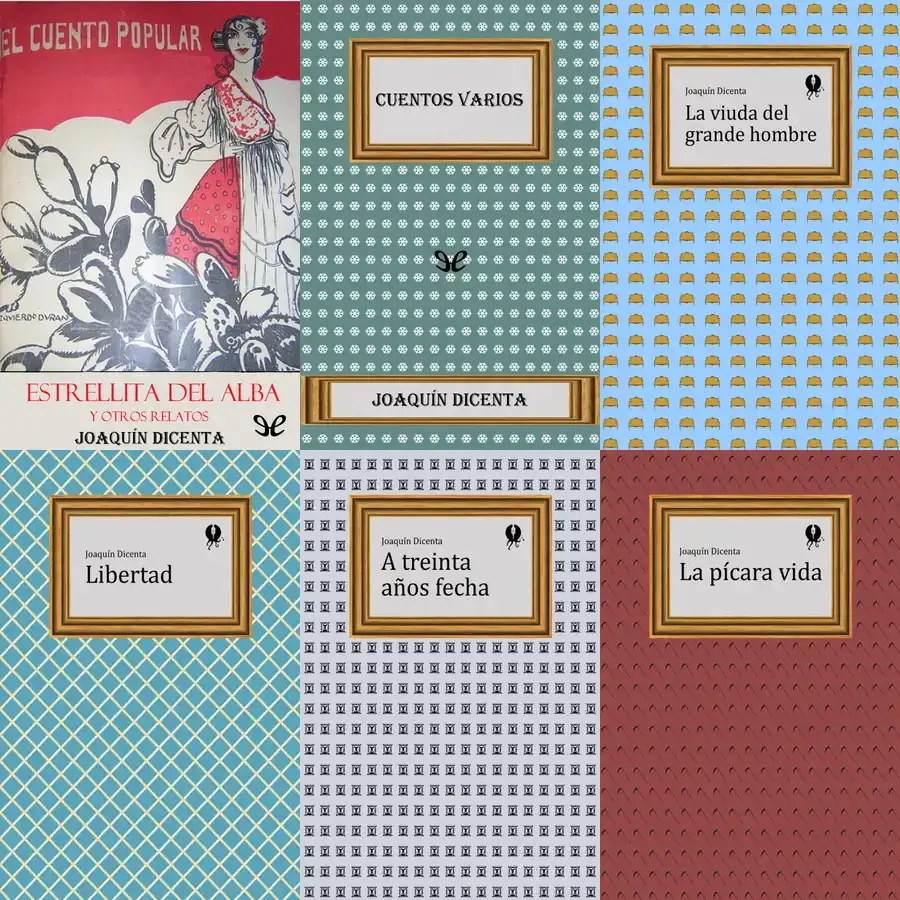 EL CUENTO POPULAR
ESTRELLITA DEL ALBA
Y OTROS RELATOS
JOAQUÍN DICENTA
CUENTOS VARIOS
JOAQUÍN DICENTA
Joaquín Dicenta
La viuda del
grande hombre
Joaquín Dicenta
Libertad
Joaquín Dicenta
A treinta
años fecha
Joaquín Dicenta
La pícara vida